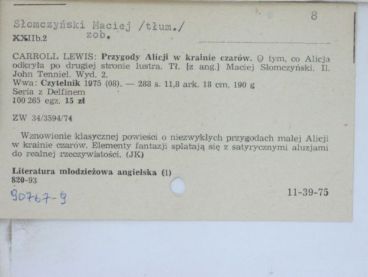 8
Słomczyński Maciej /tłum./
XXIIb.2 zob.
CARROLL LEWIS: Przygody Alicji w krainie czarów. O tym, co Alicja
odkryła po drugiej stronie lustra. Tł. [z ang.] Maciej Słomczyński. Il.
John Tenniel. Wyd. 2.
Wwa: Czytelnik 1975 (08). — 288 s. 11,8 ark. 18 cm, 190 g
Seria z Delfinem
100 265 egz. 15 zł
ZW 34/3594/74
Wznowienie klasycznej powieści o niezwykłych przygodach małej Alicji
w krainie czarów. Elementy fantazji splatają się z satyrycznymi aluzjami
do realnej rzeczywistości. (JK)
Literatura młodzieżowa angielska (1)
820-93
90767-9
11-39-75